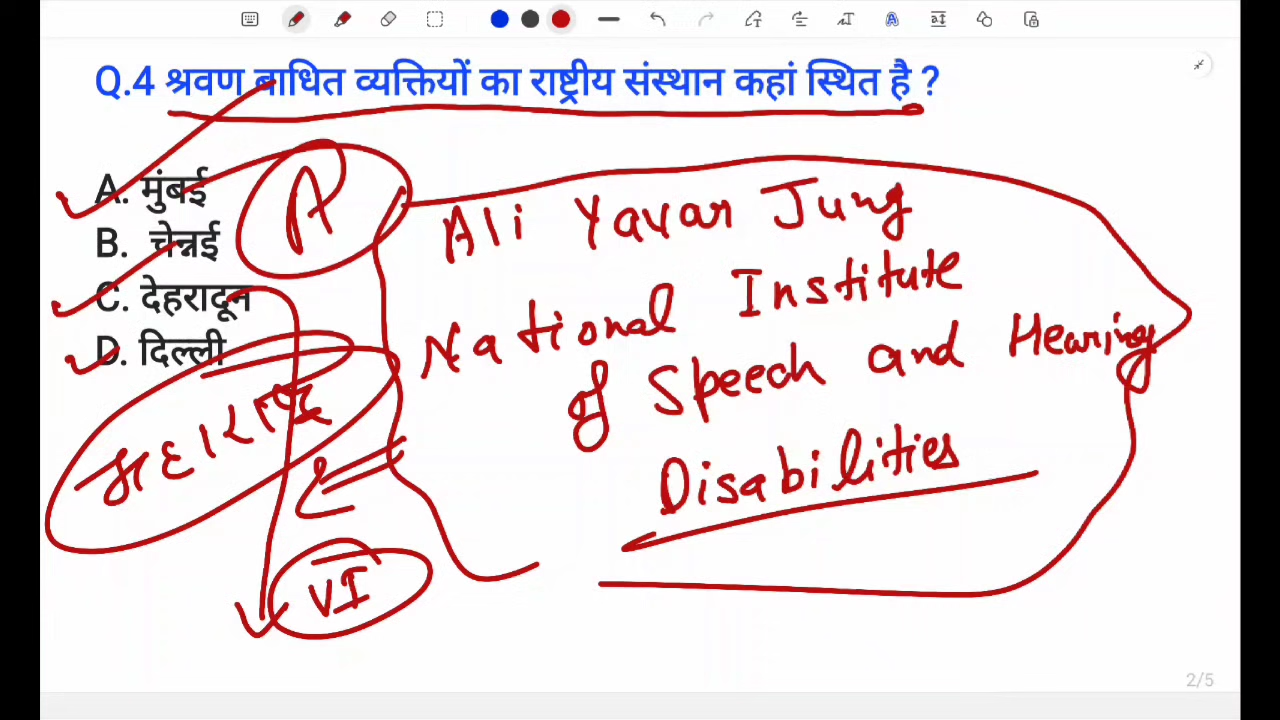 Q.4 श्रवण बाधित व्यक्तियों का राष्ट्रीय संस्थान कहां स्थित है ?
A. मुंबई
B. चेन्नई
C. देहरादून
D. दिल्ली
A
Ali Yavar Jung
National Institute
of Speech and Hearing
Disabilities
महाराष्ट्र
VI
2/5